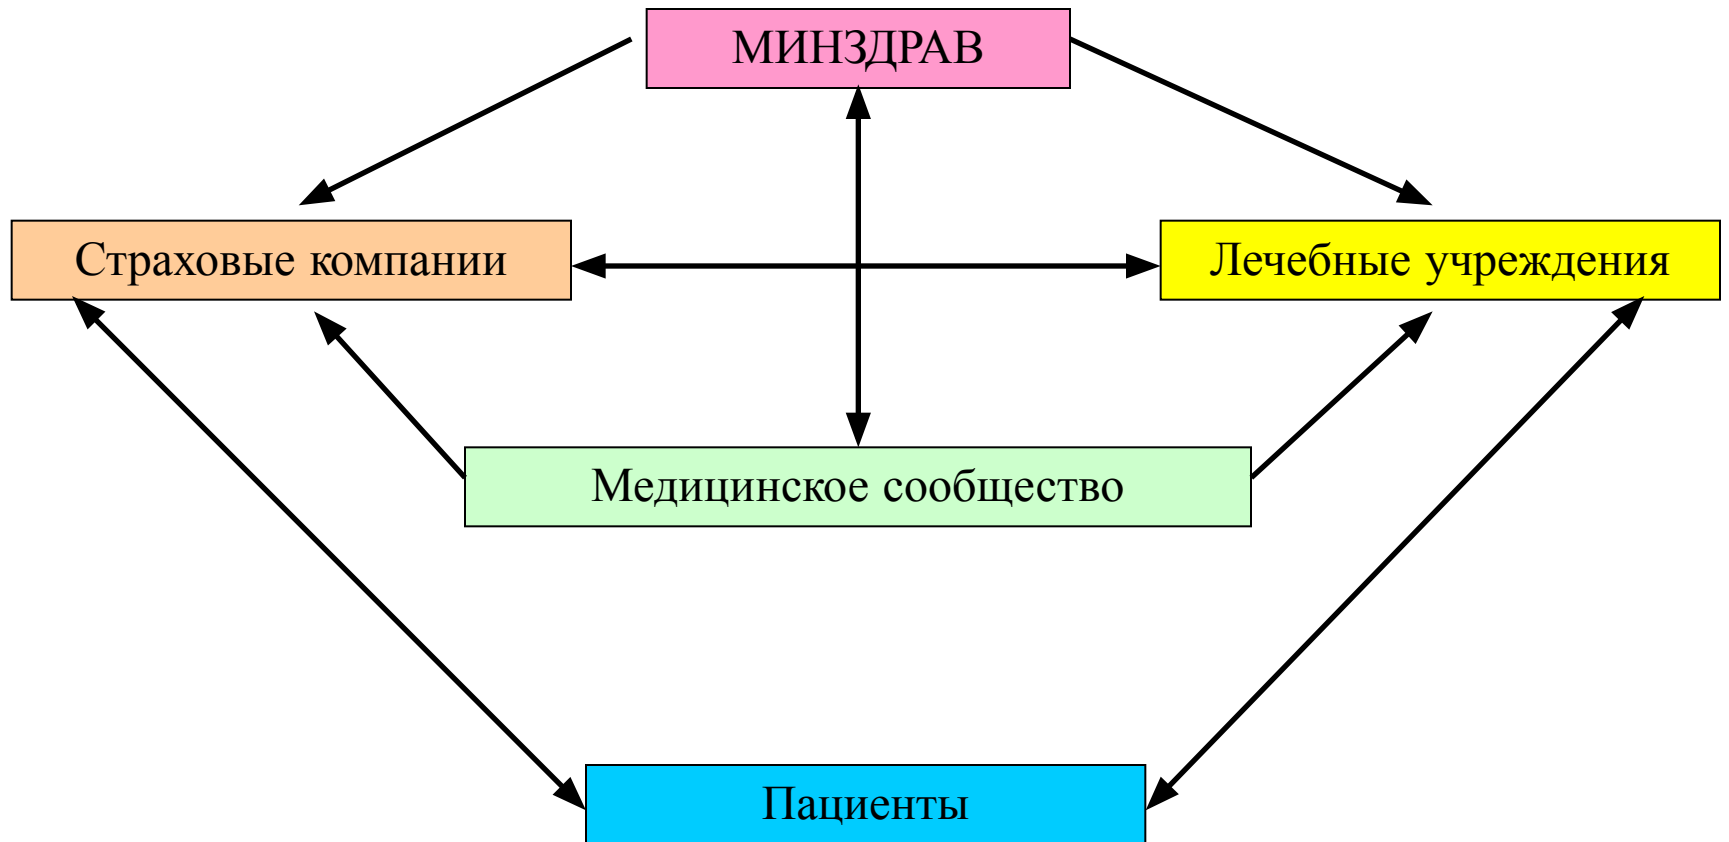 МИНЗДРАВ
Страховые компании
Лечебные учреждения
Медицинское сообщество
Пациенты